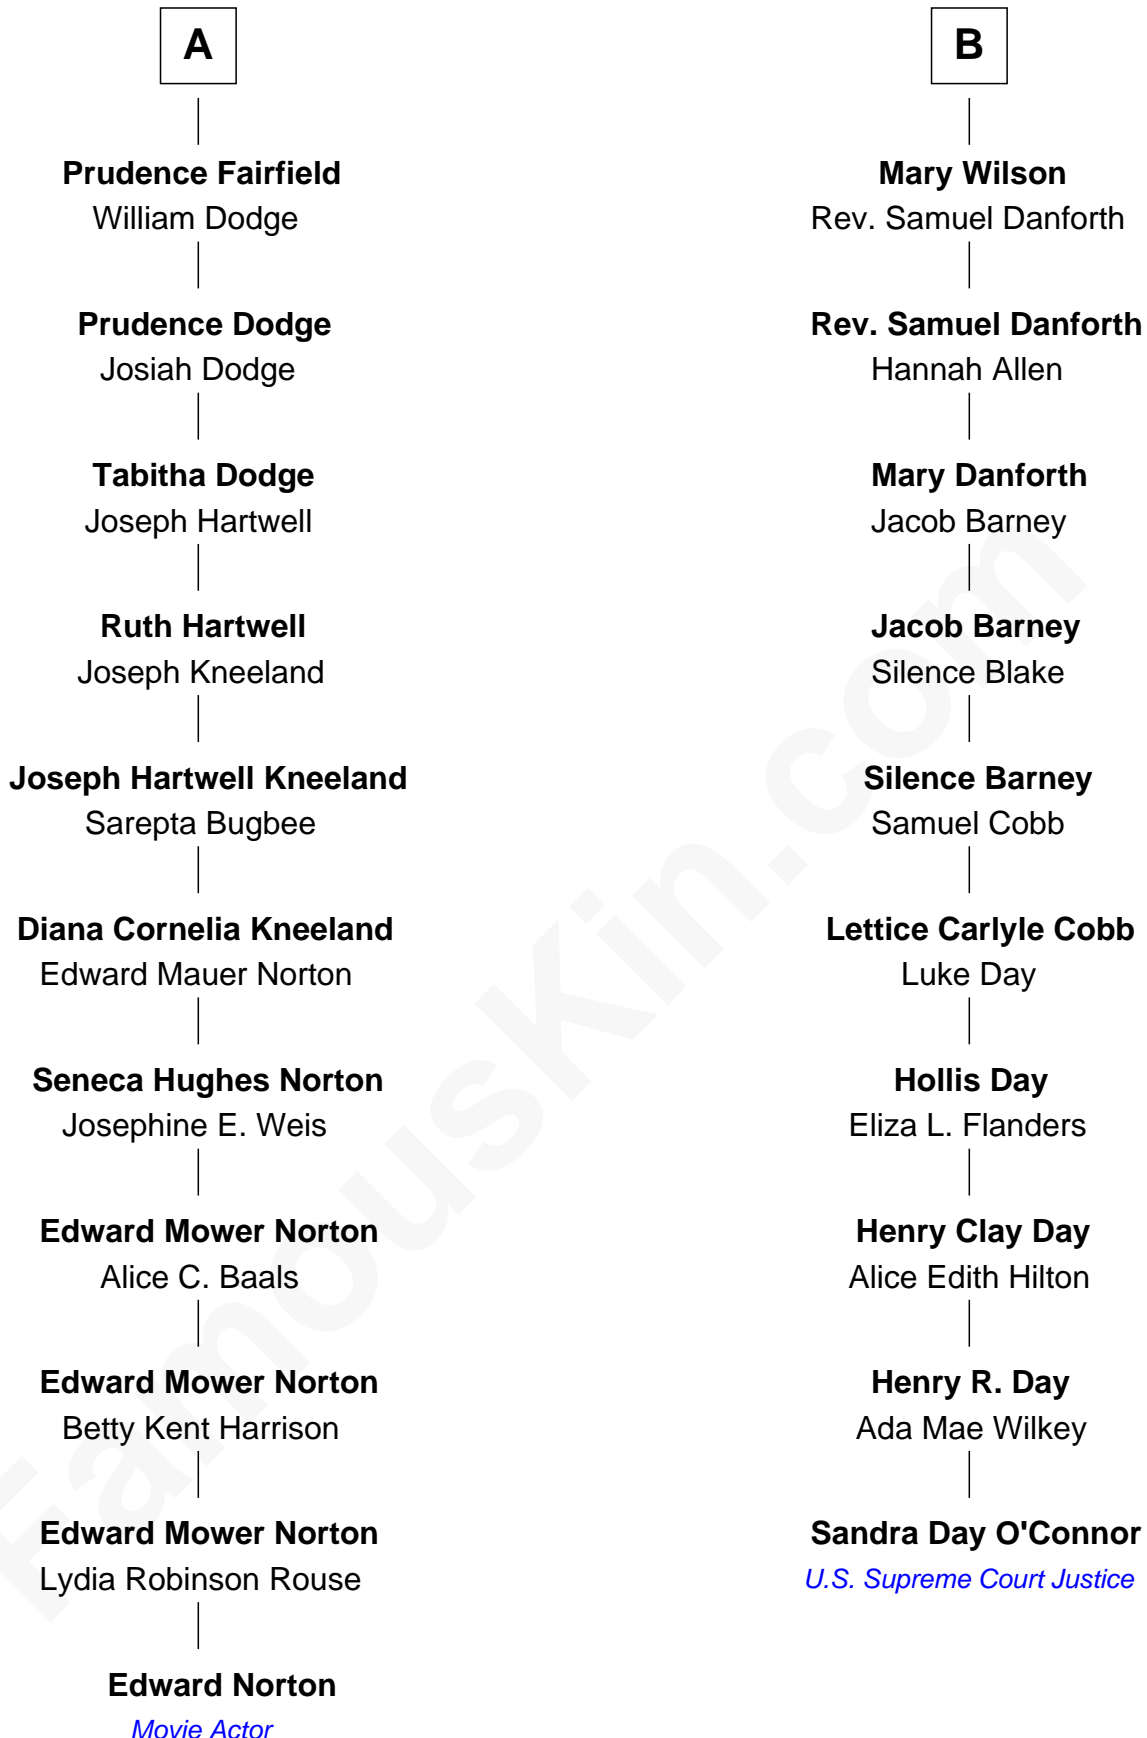 A
Prudence Fairfield
William Dodge
Prudence Dodge
Josiah Dodge
Tabitha Dodge
Joseph Hartwell
Ruth Hartwell
Joseph Kneeland
Joseph Hartwell Kneeland
Sarepta Bugbee
Diana Cornelia Kneeland
Edward Mauer Norton
Seneca Hughes Norton
Josephine E. Weis
Edward Mower Norton
Alice C. Baals
Edward Mower Norton
Betty Kent Harrison
Edward Mower Norton
Lydia Robinson Rouse
Edward Norton
Movie Actor
B
Mary Wilson
Rev. Samuel Danforth
Rev. Samuel Danforth
Hannah Allen
Mary Danforth
Jacob Barney
Jacob Barney
Silence Blake
Silence Barney
Samuel Cobb
Lettice Carlyle Cobb
Luke Day
Hollis Day
Eliza L. Flanders
Henry Clay Day
Alice Edith Hilton
Henry R. Day
Ada Mae Wilkey
Sandra Day O'Connor
U.S. Supreme Court Justice
FamousKin.com